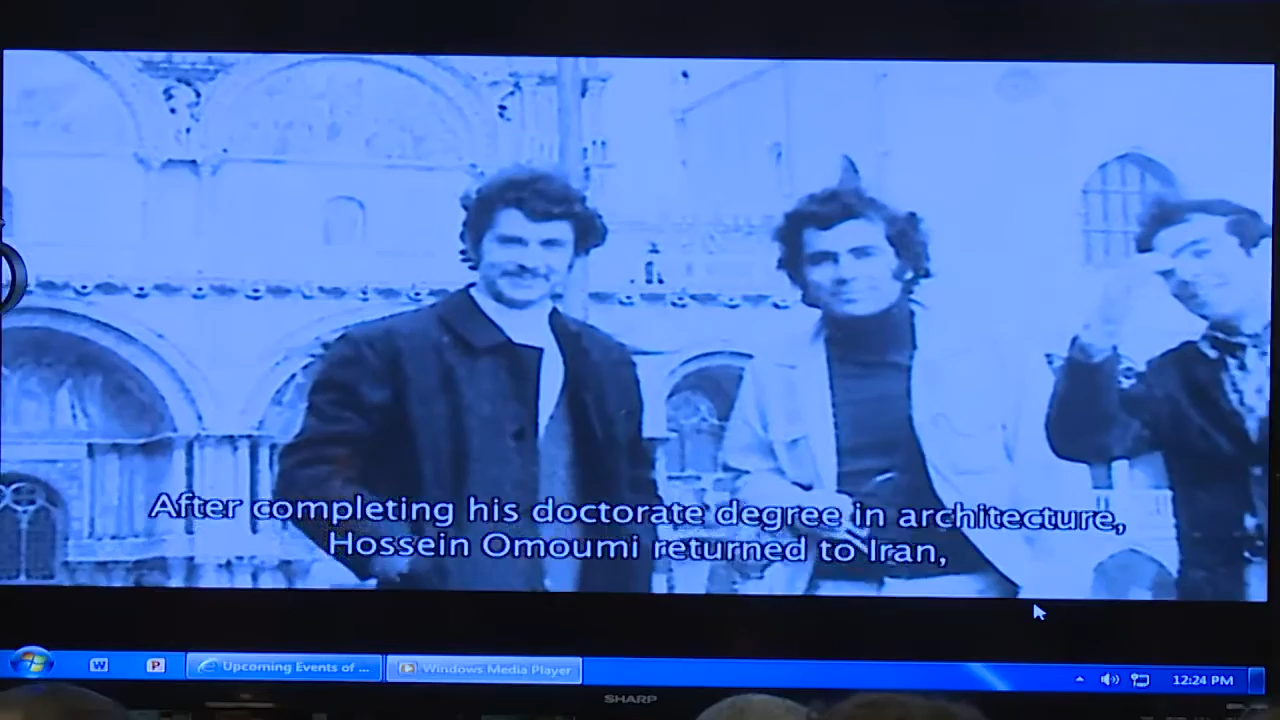 After completing his doctorate degree in architecture,
Hossein Omoumi returned to Iran,
W
P
Upcoming Events of ...
Windows Media Player
12:24 PM
SHARP